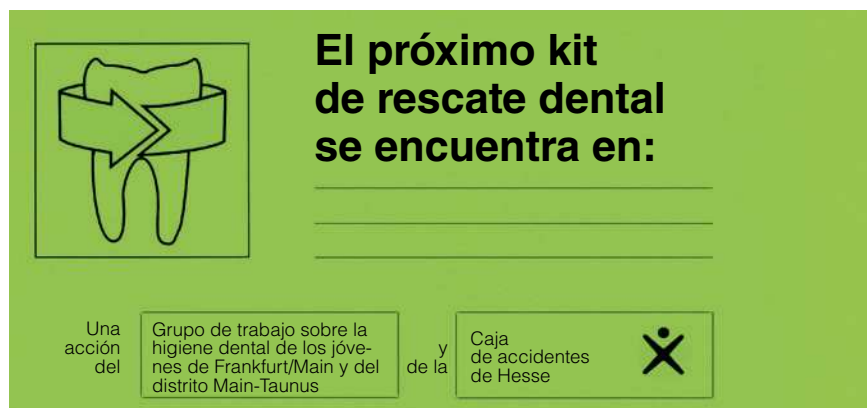 El próximo kit
de rescate dental
se encuentra en:
Una
acción
del
Grupo de trabajo sobre la
higiene dental de los jóve-
nes de Frankfurt/Main y del
distrito Main-Taunus
y
de la
Caja
de accidentes
de Hesse